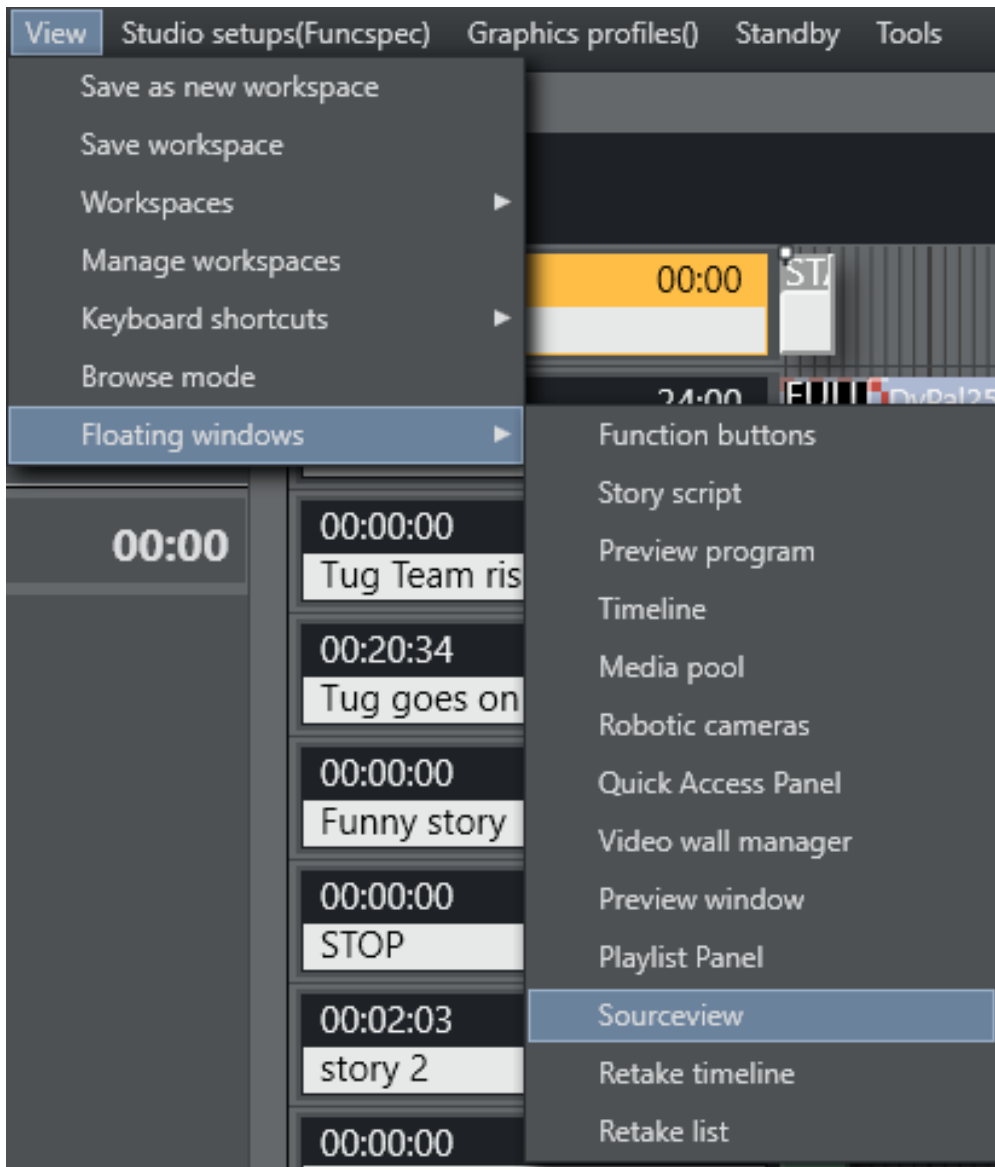 View Studio setups(Funcspec) Graphics profiles() Standby Tools
Save as new workspace
Save workspace
Workspaces
Manage workspaces
Keyboard shortcuts
Browse mode
Floating windows
Function buttons
Story script
Preview program
Timeline
Media pool
Robotic cameras
Quick Access Panel
Video wall manager
Preview window
Playlist Panel
Sourceview
Retake timeline
Retake list
00:00
00:00
24:00
DvPal25
00:00:00
Tug Team ris
00:20:34
Tug goes on
00:00:00
Funny story
00:00:00
STOP
00:02:03
story 2
00:00:00